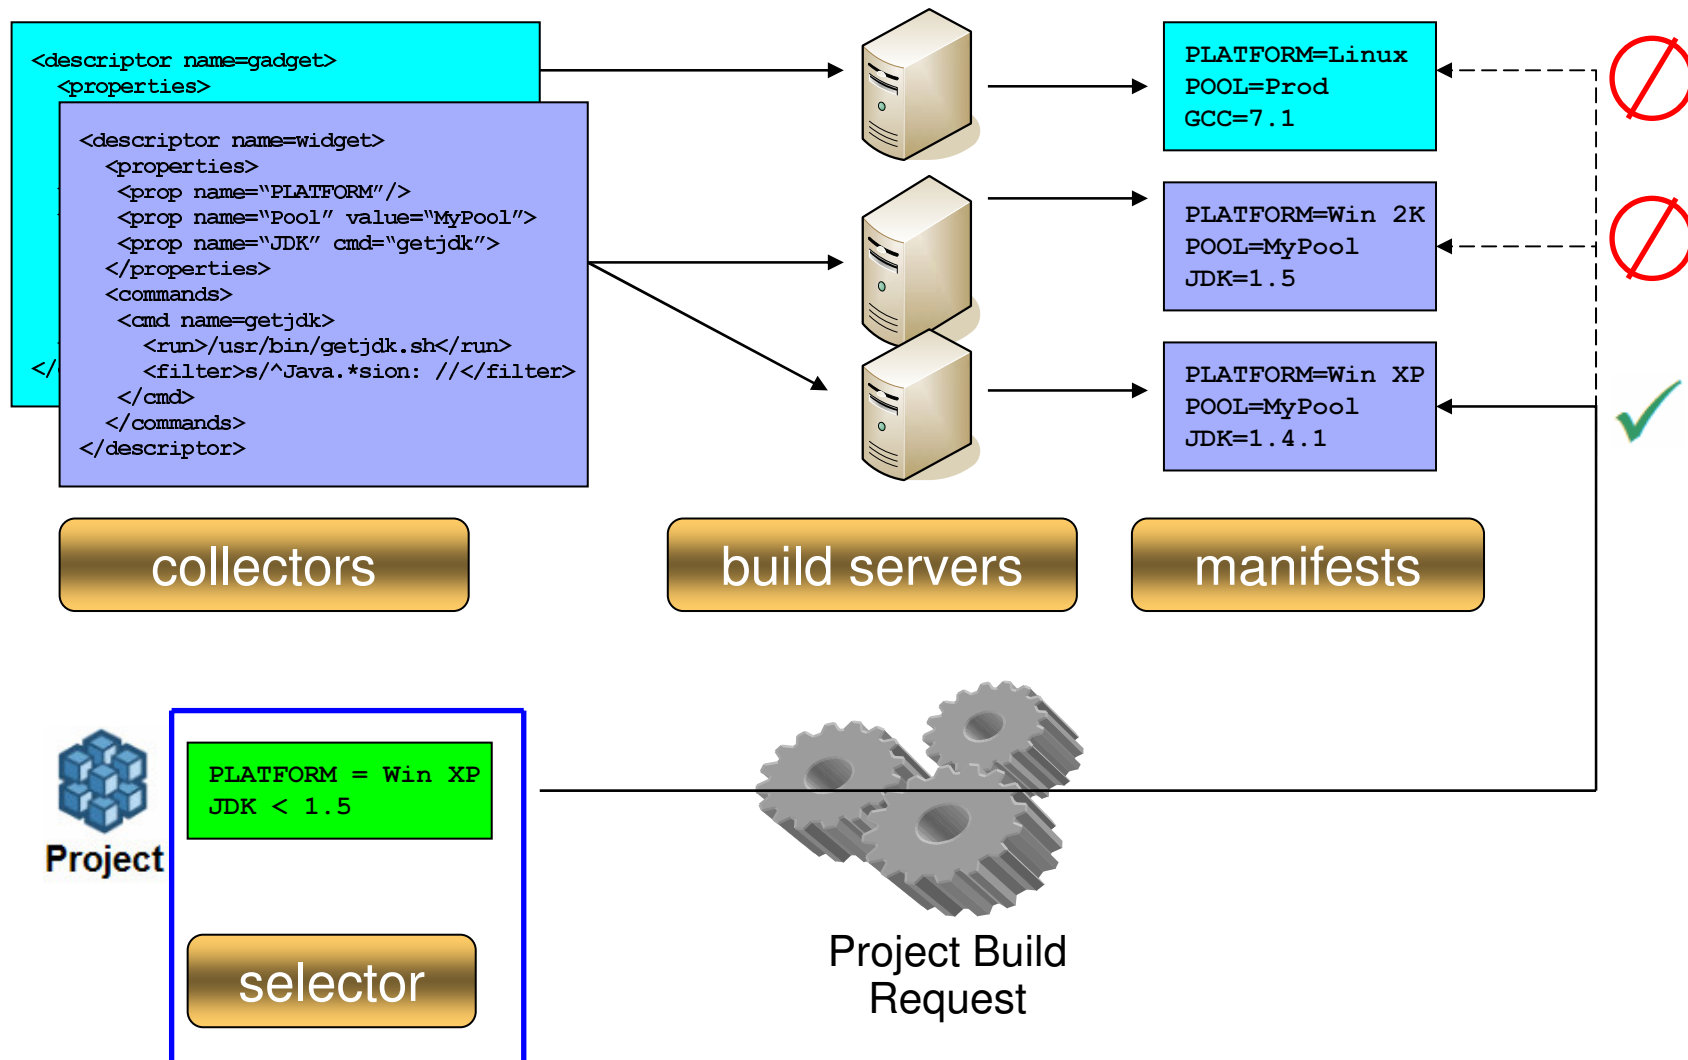 <descriptor name=gadget>
<properties>
</
<descriptor name=widget>
<properties>
<prop name=“PLATFORM”/>
<prop name=“Pool” value=“MyPool”>
<prop name=“JDK” cmd=“getjdk”>
</properties>
<commands>
<cmd name=getjdk>
<run>/usr/bin/getjdk.sh</run>
<filter>s/^Java.*sion: //</filter>
</cmd>
</commands>
</descriptor>
PLATFORM=Linux
POOL=Prod
GCC=7.1
PLATFORM=Win 2K
POOL=MyPool
JDK=1.5
PLATFORM=Win XP
POOL=MyPool
JDK=1.4.1
collectors
build servers
manifests
Project
PLATFORM = Win XP
JDK < 1.5
selector
Project Build
Request